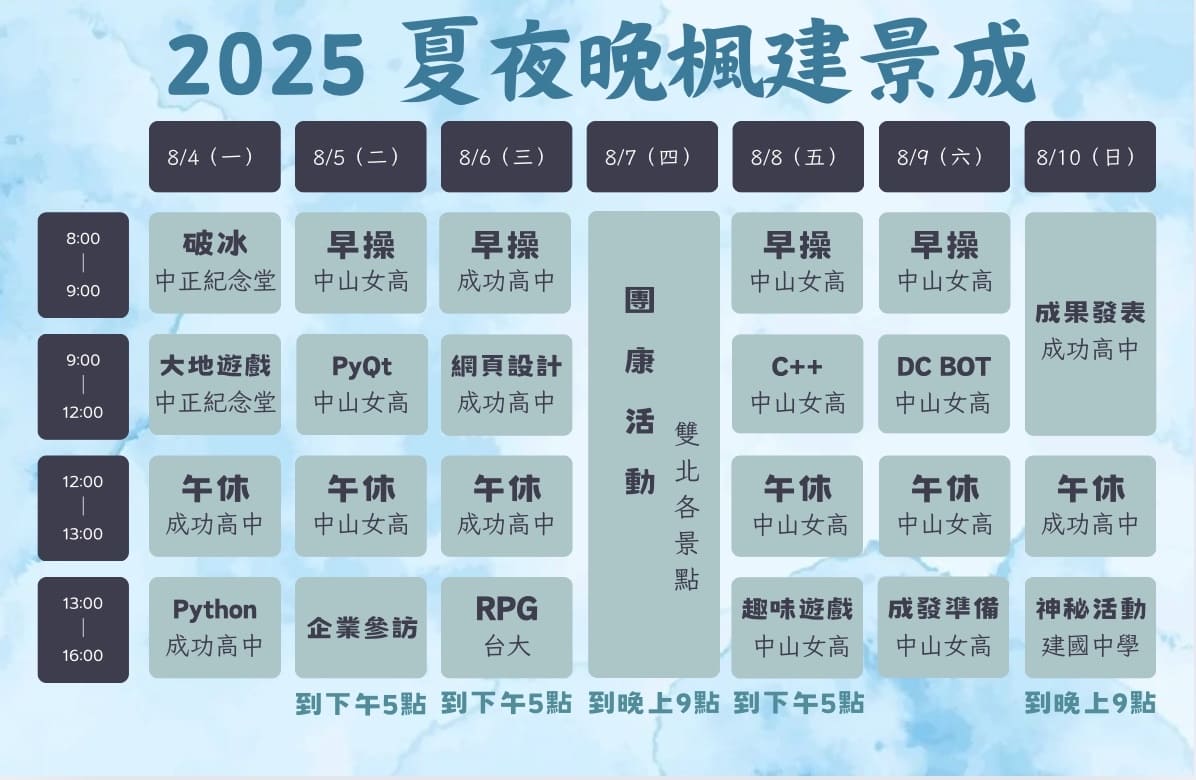 2025 夏夜晚楓建景成
8/4（一）
8/5（二）
8/6（三）
8/7（四）
8/8（五）
8/9（六）
8/10（日）
8:00
|
9:00
破冰
中正紀念堂
早操
中山女高
早操
成功高中
團康活動
雙北各景點
早操
中山女高
早操
中山女高
成果發表
成功高中
9:00
|
12:00
大地遊戲
中正紀念堂
PyQt
中山女高
網頁設計
成功高中
C++
中山女高
DC BOT
中山女高
12:00
|
13:00
午休
成功高中
午休
中山女高
午休
成功高中
午休
中山女高
午休
中山女高
午休
成功高中
13:00
|
16:00
Python
成功高中
企業參訪
RPG
台大
趣味遊戲
中山女高
成發準備
中山女高
神秘活動
建國中學
到下午5點
到下午5點
到晚上9點
到下午5點
到晚上9點